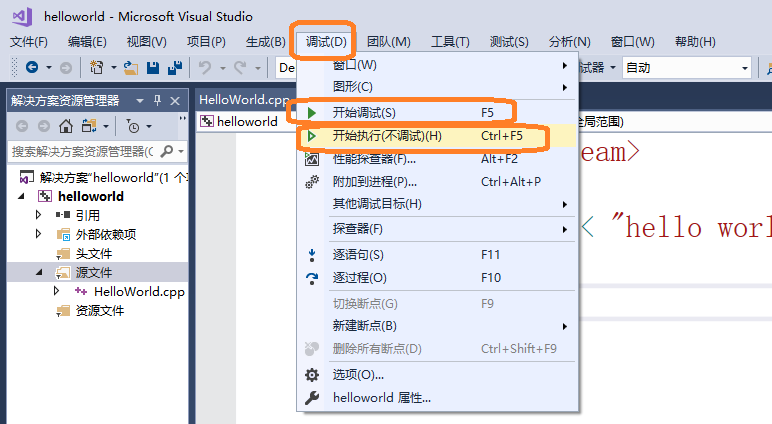 helloworld - Microsoft Visual Studio
文件(F) 编辑(E) 视图(V) 项目(P) 生成(B) 调试(D) 团队(M) 工具(T) 测试(S) 分析(N) 窗口(W) 帮助(H)
窗口(W)
试器 自动
图形(C)
解决方案资源管理器
HelloWorld.cpp
开始调试(S) F5
helloworld
全局范围)
开始执行(不调试)(H) Ctrl+F5
搜索解决方案资源管理器(C
性能探查器(F)... Alt+F2
解决方案"helloworld"(1 个
附加到进程(P)... Ctrl+Alt+P
helloworld
其他调试目标(H)
引用
探查器(F)
外部依赖项
< "hello worl
头文件
逐语句(S) F11
源文件
逐过程(O) F10
HelloWorld.cpp
切换断点(G) F9
资源文件
新建断点(B)
删除所有断点(D) Ctrl+Shift+F9
选项(O)...
helloworld 属性...